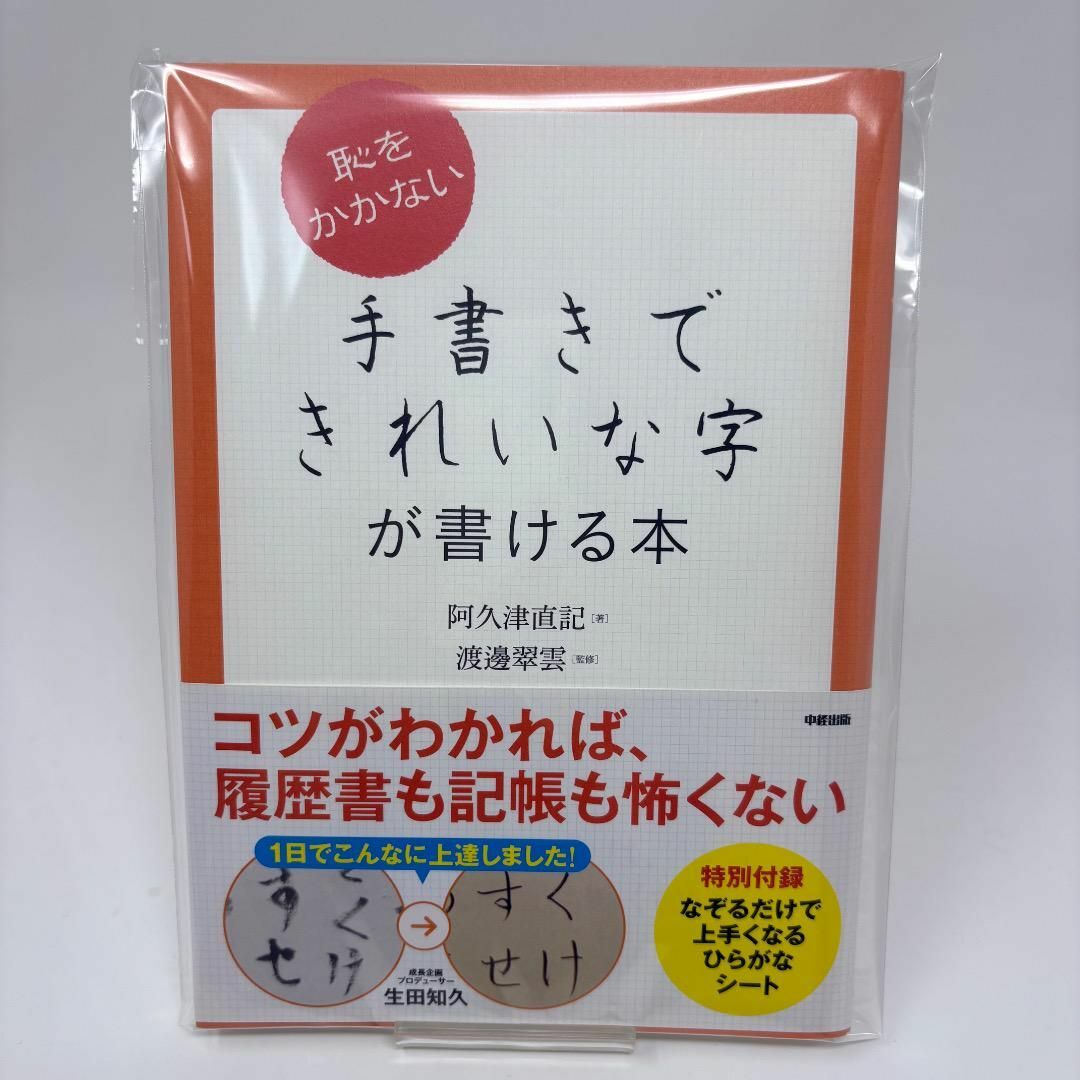 恥を
かかない
手書きで
きれいな字
が書ける本
阿久津直記[著]
渡邊翠雲[監修]
中経出版
コツがわかれば、
履歴書も記帳も怖くない
1日でこんなに上達しました!
すくせけ
→
すく
せけ
成長企画
プロデューサー
生田知久
特別付録
なぞるだけで
上手くなる
ひらがな
シート